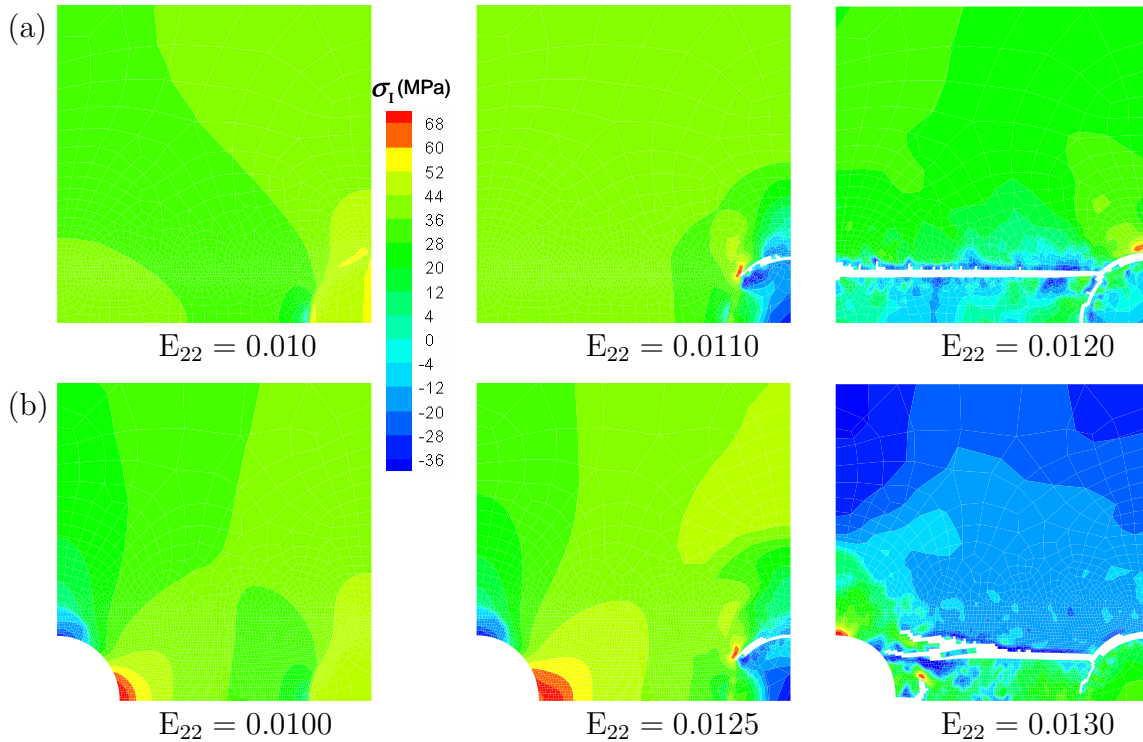 (a)
σI (MPa)
68
60
52
44
36
28
20
12
4
0
-4
-12
-20
-28
-36
E22 = 0.010
E22 = 0.0110
E22 = 0.0120
(b)
E22 = 0.0100
E22 = 0.0125
E22 = 0.0130